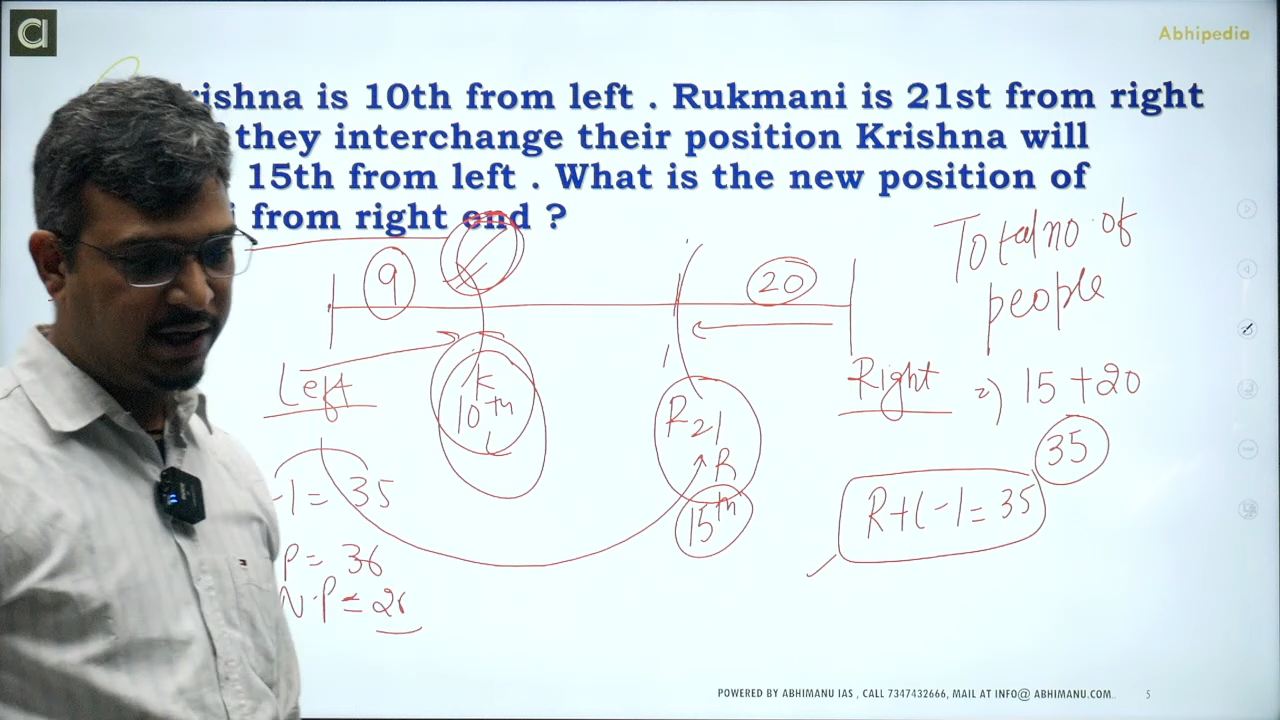 Abhipedia
rishna is 10th from left . Rukmani is 21st from right
they interchange their position Krishna will
15th from left . What is the new position of
i from right end ?
Total no of
people
9
20
Left
K
10th
L
R21
R
15th
Right
=) 15 +20
35
R+L-1=35
-1= 35
P= 36
N.P =
POWERED BY ABHIMANU IAS , CALL 7347432666, MAIL AT INFO@ ABHIMANU.COM
5